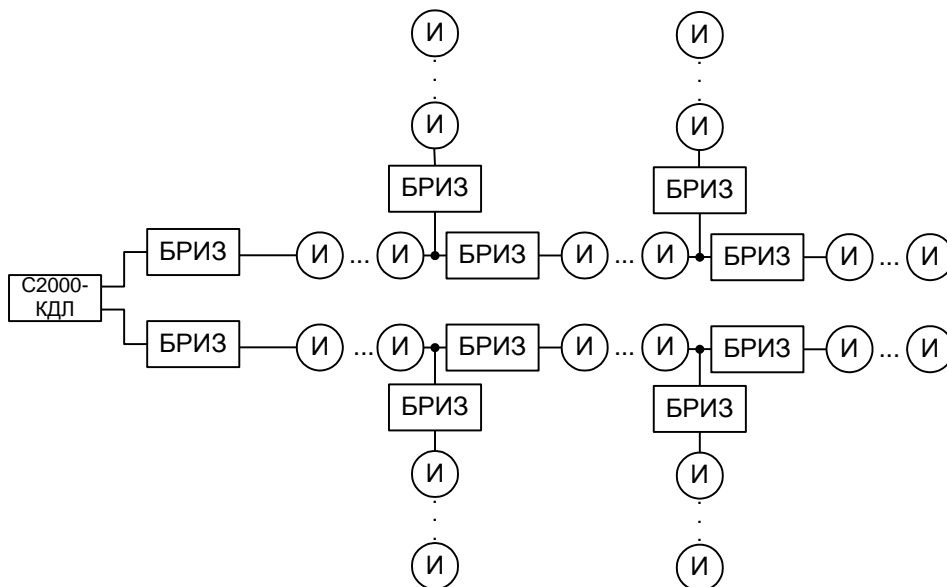 И И
И И
БРИЗ БРИЗ
БРИЗ И ... И БРИЗ И ... И БРИЗ И ... И
С2000-
КДЛ
БРИЗ И ... И БРИЗ И ... И БРИЗ И ... И
БРИЗ БРИЗ
И И
И И